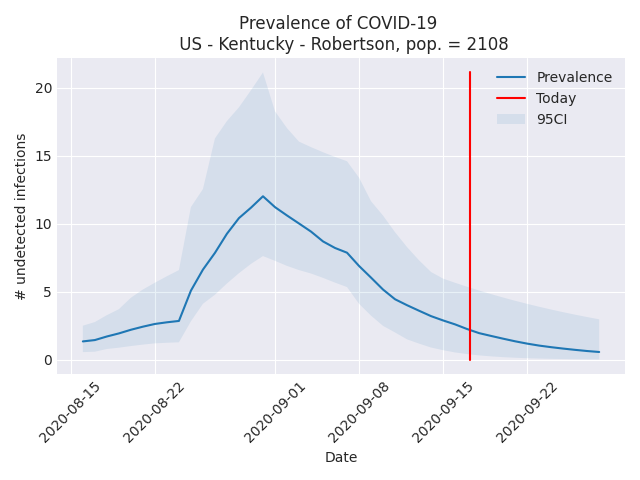 Prevalence of COVID-19
US - Kentucky - Robertson, pop. = 2108
Prevalence
Today
95CI
# undetected infections
20
15
10
5
0
2020-08-15
2020-08-22
2020-09-01
2020-09-08
2020-09-15
2020-09-22
Date